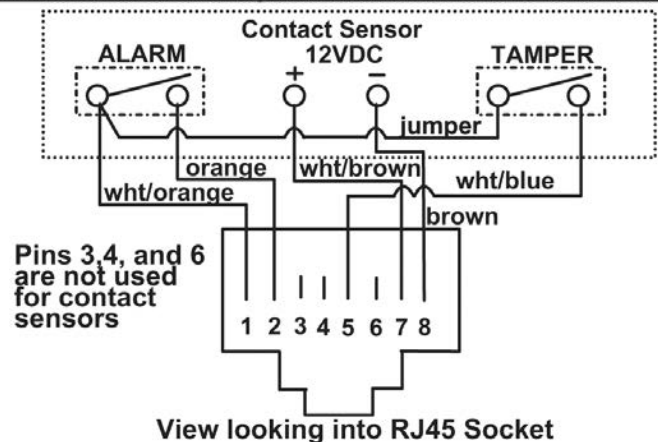 Contact Sensor
ALARM
12VDC
TAMPER
+
–
jumper
orange
wht/brown
wht/blue
wht/orange
brown
Pins 3,4, and 6
are not used
for contact
sensors
1 2 3 4 5 6 7 8
View looking into RJ45 Socket